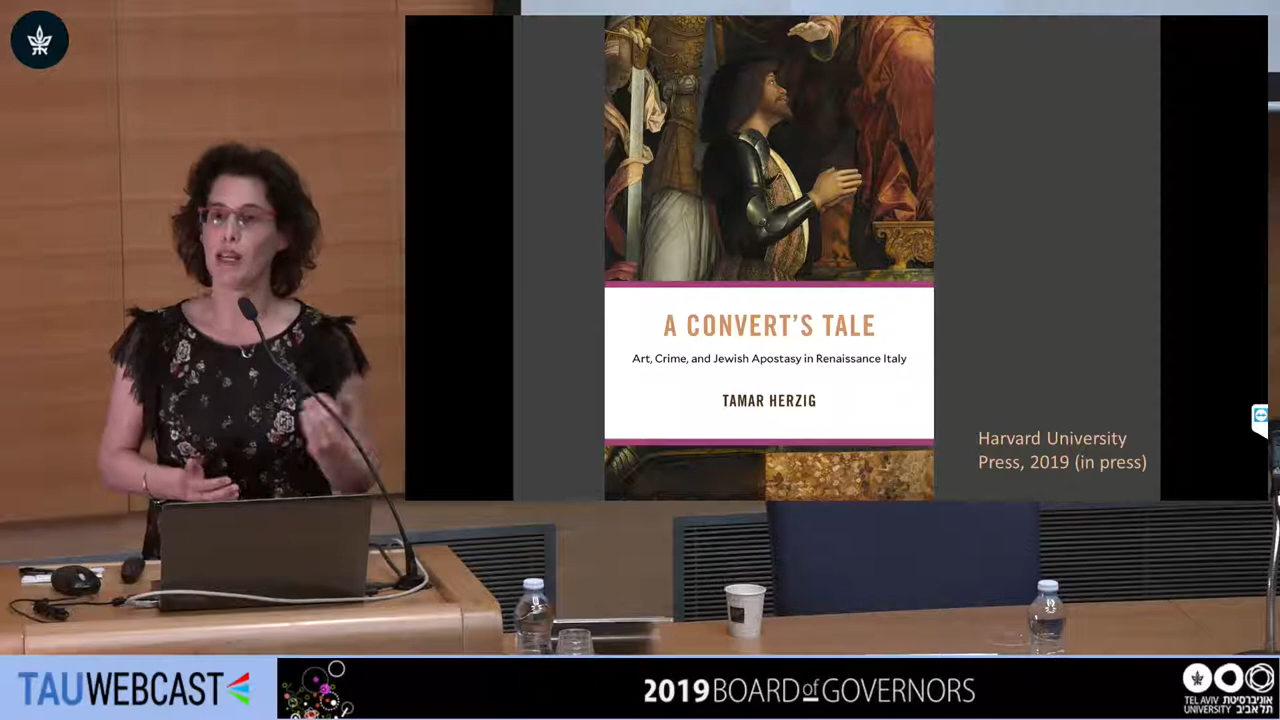 A CONVERT'S TALE
Art, Crime, and Jewish Apostasy in Renaissance Italy
TAMAR HERZIG
Harvard University
Press, 2019 (in press)
TAUWEBCAST
2019 BOARD of GOVERNORS
TEL AVIV אוניברסיטת
UNIVERSITY תל אביב